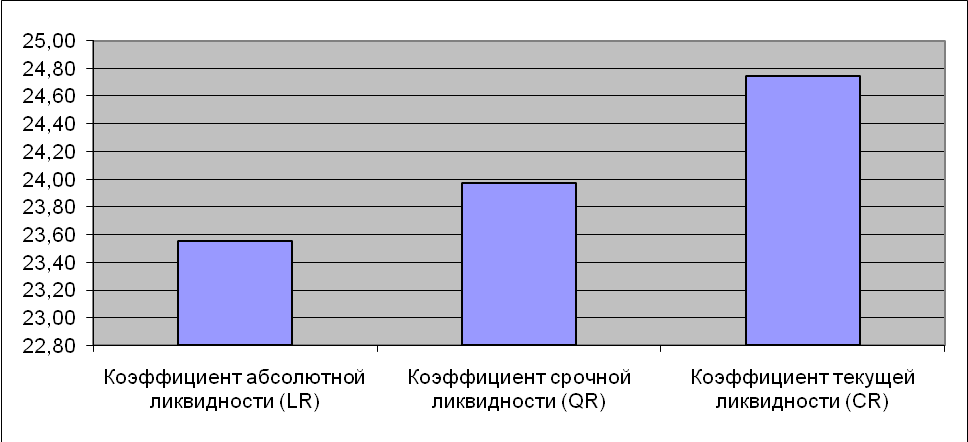 25,00
24,80
24,60
24,40
24,20
24,00
23,80
23,60
23,40
23,20
23,00
22,80
Коэффициент абсолютной
ликвидности (LR)
Коэффициент срочной
ликвидности (QR)
Коэффициент текущей
ликвидности (CR)